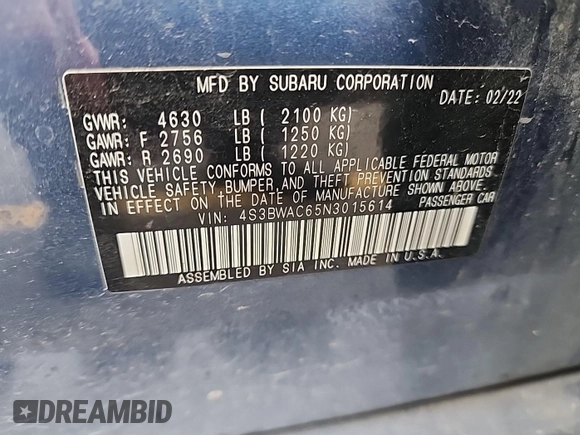 MFD BY SUBARU CORPORATION
DATE: 02/22
GVWR: 4630 LB ( 2100 KG)
GAWR: F 2756 LB ( 1250 KG)
GAWR: R 2690 LB ( 1220 KG)
THIS VEHICLE CONFORMS TO ALL APPLICABLE FEDERAL MOTOR
VEHICLE SAFETY, BUMPER, AND THEFT PREVENTION STANDARDS
IN EFFECT ON THE DATE OF MANUFACTURE SHOWN ABOVE.
VIN: 4S3BWAC65N3015614 PASSENGER CAR
ASSEMBLED BY SIA INC. MADE IN U.S.A.
DREAMBID